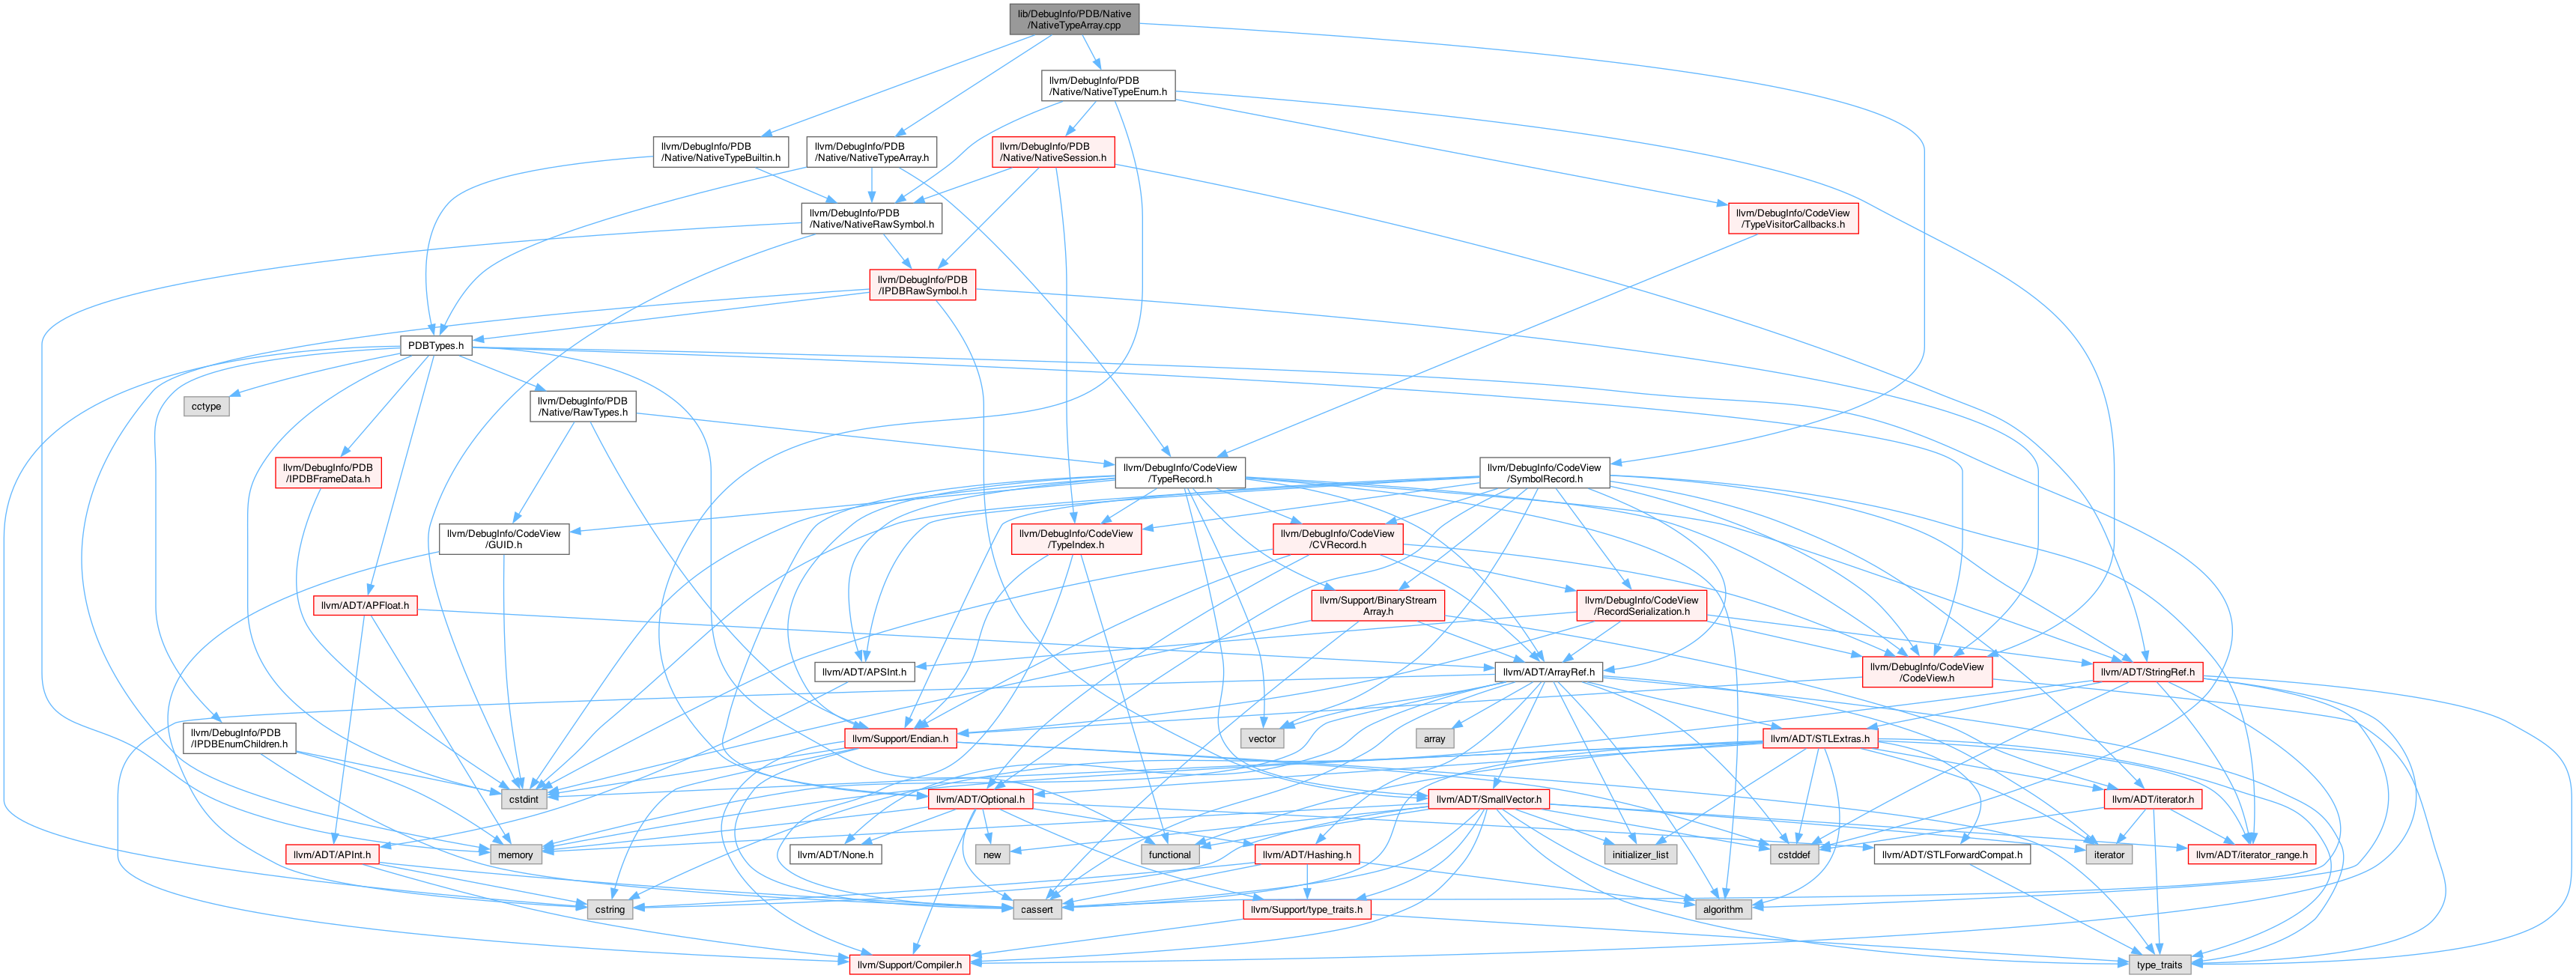 lib/DebugInfo/PDB/Native
/NativeTypeArray.cpp
llvm/DebugInfo/PDB
/Native/NativeTypeEnum.h
llvm/DebugInfo/PDB
/Native/NativeTypeBuiltin.h
llvm/DebugInfo/PDB
/Native/NativeTypeArray.h
llvm/DebugInfo/PDB
/Native/NativeSession.h
llvm/DebugInfo/PDB
/Native/NativeRawSymbol.h
llvm/DebugInfo/CodeView
/TypeVisitorCallbacks.h
llvm/DebugInfo/PDB
/IPDBRawSymbol.h
PDBTypes.h
cctype
llvm/DebugInfo/PDB
/Native/RawTypes.h
llvm/DebugInfo/PDB
/IPDBFrameData.h
llvm/DebugInfo/CodeView
/TypeRecord.h
llvm/DebugInfo/CodeView
/SymbolRecord.h
llvm/DebugInfo/CodeView
/GUID.h
llvm/DebugInfo/CodeView
/TypeIndex.h
llvm/DebugInfo/CodeView
/CVRecord.h
llvm/ADT/APFloat.h
llvm/Support/BinaryStream
Array.h
llvm/DebugInfo/CodeView
/RecordSerialization.h
llvm/ADT/APSInt.h
llvm/ADT/ArrayRef.h
llvm/DebugInfo/CodeView
/CodeView.h
llvm/ADT/StringRef.h
llvm/DebugInfo/PDB
/IPDBEnumChildren.h
llvm/Support/Endian.h
vector
array
llvm/ADT/STLExtras.h
cstdint
llvm/ADT/Optional.h
llvm/ADT/SmallVector.h
llvm/ADT/iterator.h
llvm/ADT/APInt.h
memory
llvm/ADT/None.h
new
functional
llvm/ADT/Hashing.h
initializer_list
cstddef
llvm/ADT/STLForwardCompat.h
iterator
llvm/ADT/iterator_range.h
cstring
cassert
llvm/Support/type_traits.h
algorithm
llvm/Support/Compiler.h
type_traits